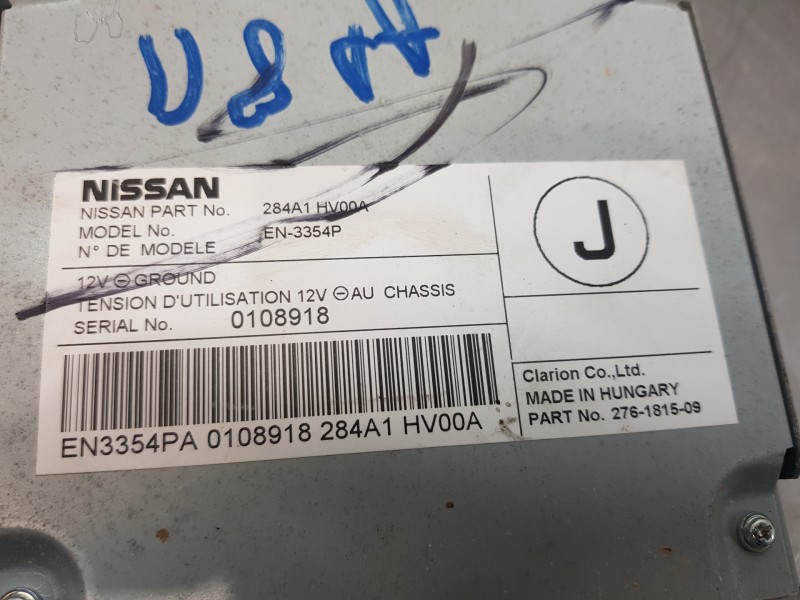 U8H
NISSAN
NISSAN PART No. 284A1 HV00A
MODEL No. EN-3354P
N° DE MODELE
12V ⊖ GROUND
TENSION D'UTILISATION 12V ⊖ AU CHASSIS
SERIAL No. 0108918
EN3354PA 0108918 284A1 HV00A
J
Clarion Co.,Ltd.
MADE IN HUNGARY
PART No. 276-1815-09